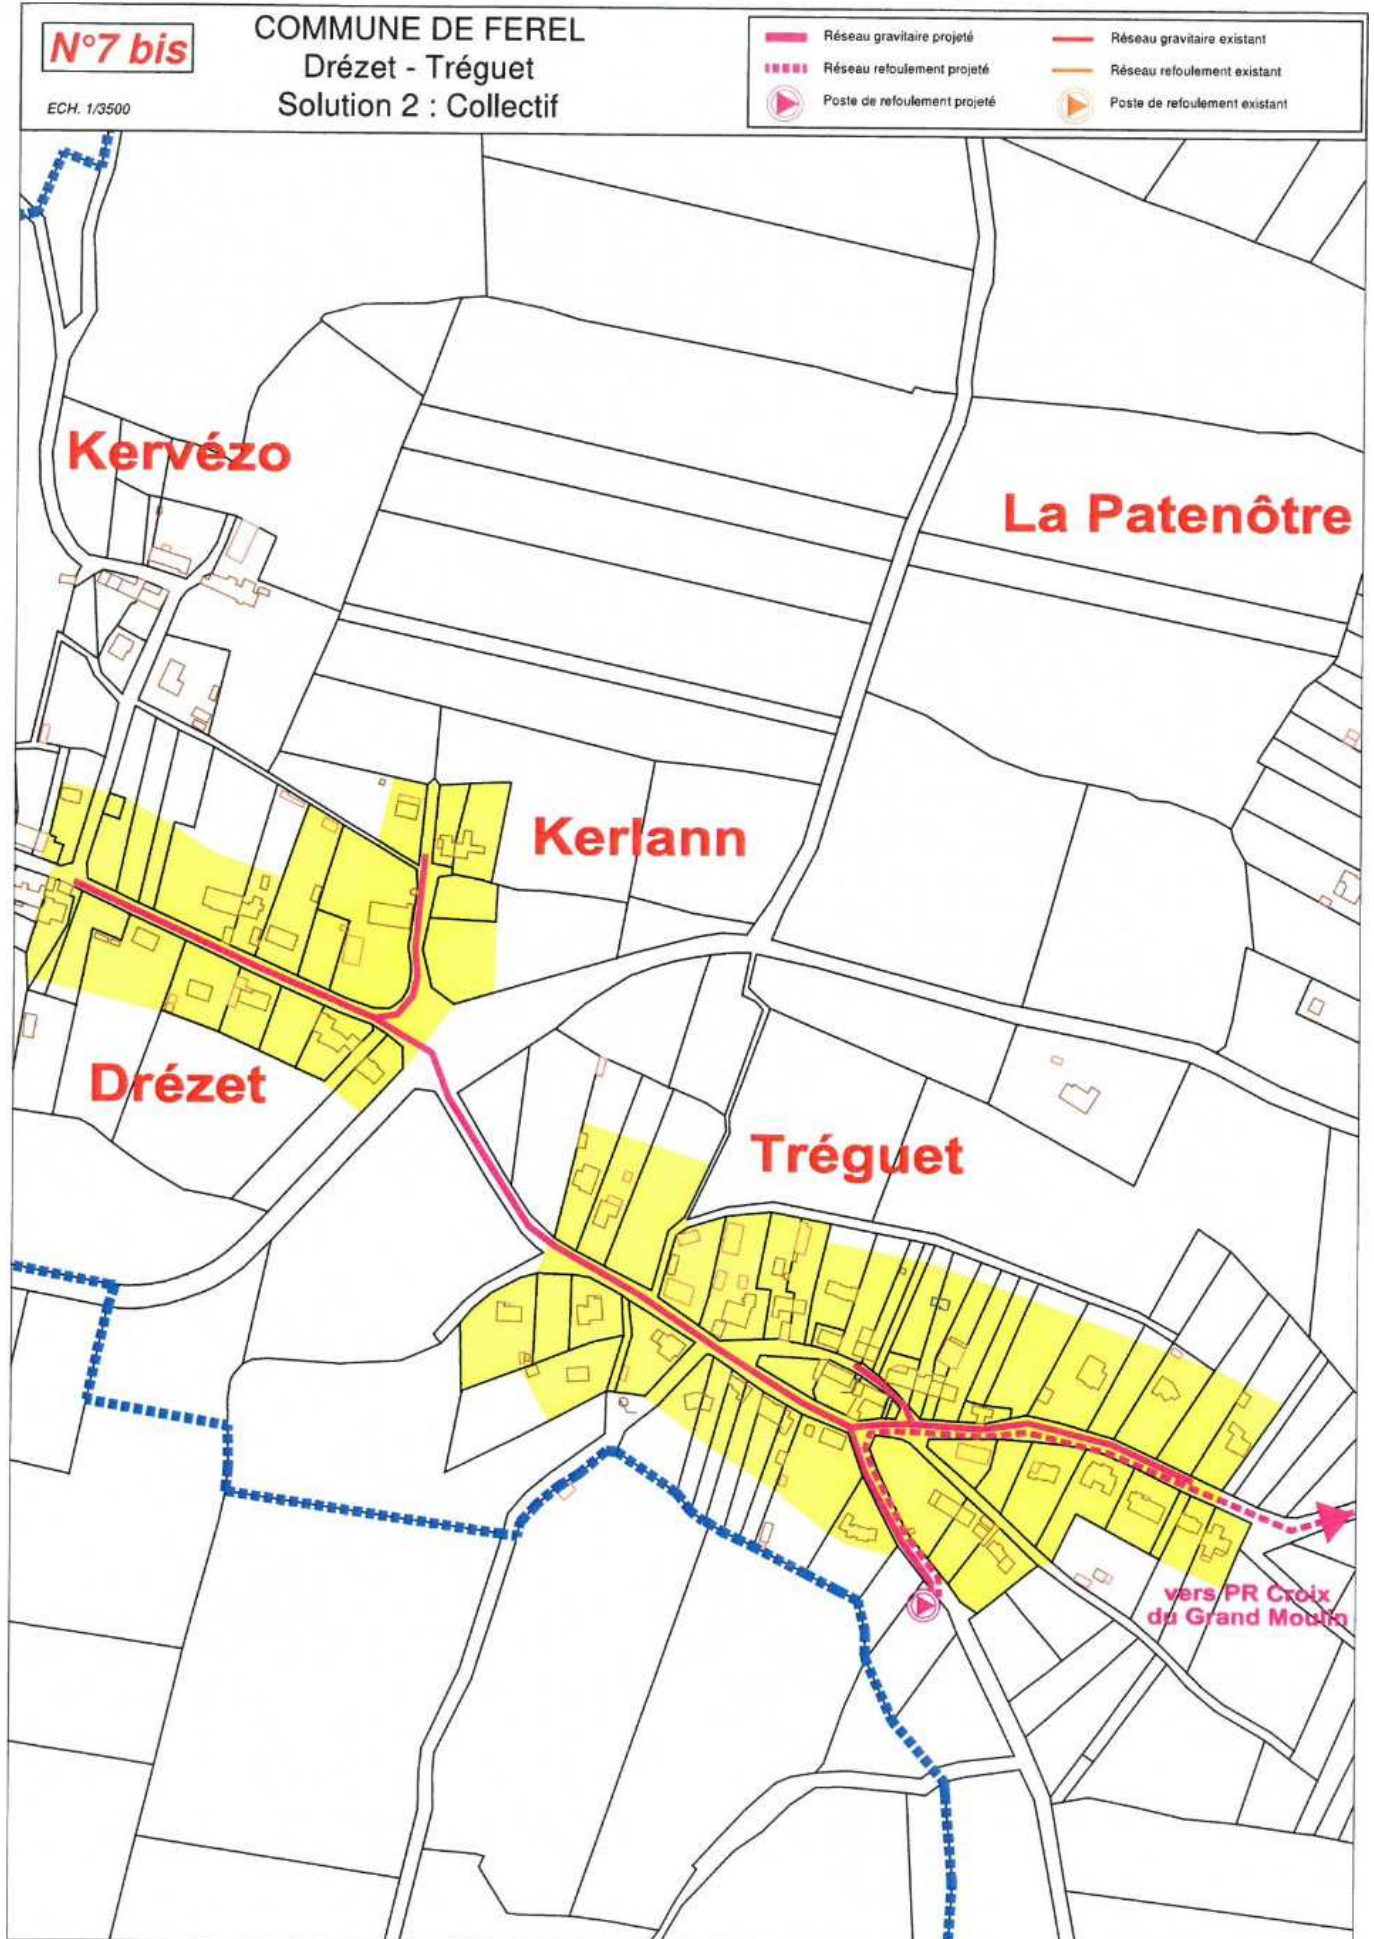 N°7 bis
ECH. 1/3500
COMMUNE DE FEREL
Drézet - Tréguet
Solution 2 : Collectif
Réseau gravitaire projeté
Réseau refoulement projeté
Poste de refoulement projeté
Réseau gravitaire existant
Réseau refoulement existant
Poste de refoulement existant
Kervézo
La Patenôtre
Kerlann
Drézet
Tréguet
vers PR Croix
du Grand Moulin